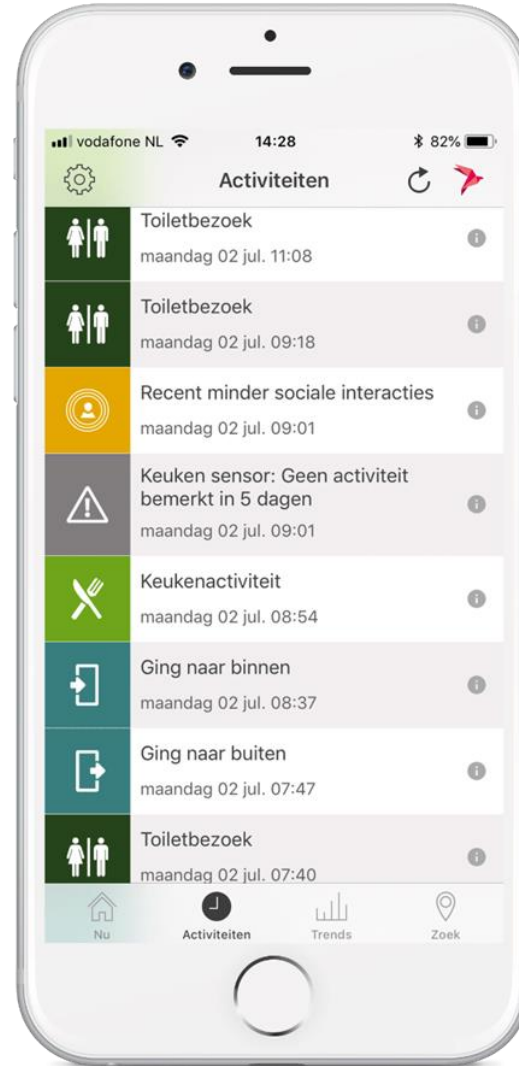 vodafone NL 14:28 82%
Activiteiten
Toiletbezoek
maandag 02 jul. 11:08
Toiletbezoek
maandag 02 jul. 09:18
Recent minder sociale interacties
maandag 02 jul. 09:01
Keuken sensor: Geen activiteit
bemerkt in 5 dagen
maandag 02 jul. 09:01
Keukenactiviteit
maandag 02 jul. 08:54
Ging naar binnen
maandag 02 jul. 08:37
Ging naar buiten
maandag 02 jul. 07:47
Toiletbezoek
maandag 02 jul. 07:40
Nu Activiteiten Trends Zoek